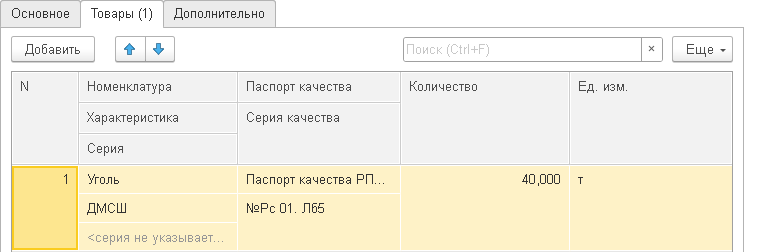 Основное Товары (1) Дополнительно
Добавить Поиск (Ctrl+F) × Еще
N Номенклатура Паспорт качества Количество Ед. изм.
Характеристика Серия качества
Серия
1 Уголь Паспорт качества РП... 40,000 т
ДМСШ №Рс 01. Л65
<серия не указывает...